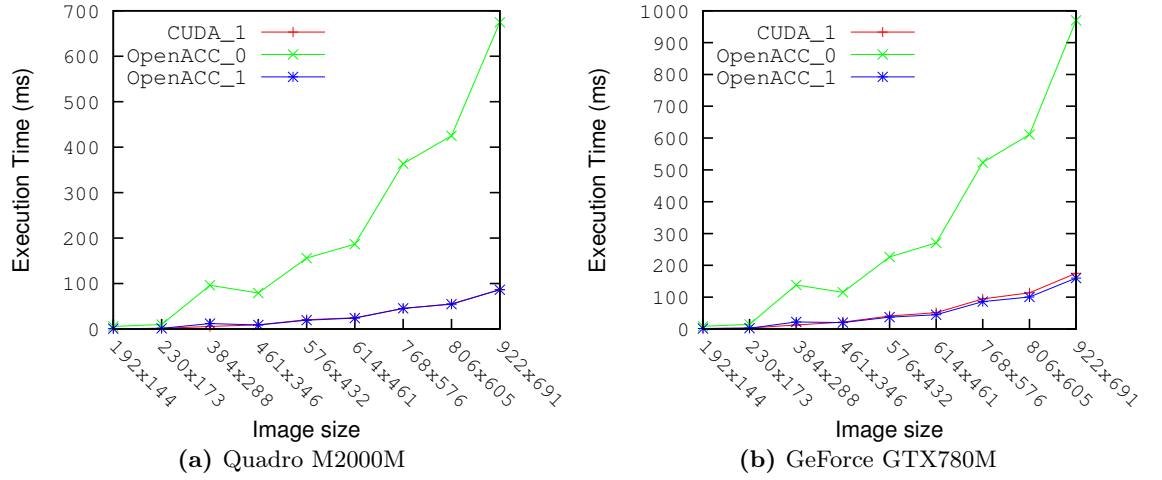 700
600
500
400
300
200
100
0
Execution Time (ms)
CUDA_1
OpenACC_0
OpenACC_1
192x144
230x173
384x288
461x346
576x432
614x461
768x576
806x605
922x691
Image size
(a) Quadro M2000M
1000
900
800
700
600
500
400
300
200
100
0
Execution Time (ms)
CUDA_1
OpenACC_0
OpenACC_1
192x144
230x173
384x288
461x346
576x432
614x461
768x576
806x605
922x691
Image size
(b) GeForce GTX780M